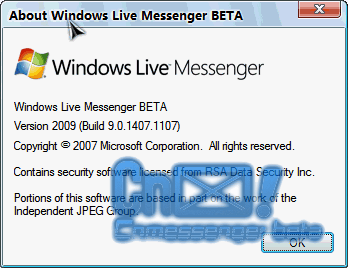 About Windows Live Messenger BETA
Windows Live Messenger
Windows Live Messenger BETA
Version 2009 (Build 9.0.1407.1107)
Copyright © 2007 Microsoft Corporation. All rights reserved.
Contains security software licensed from RSA Data Security Inc.
Portions of this software are based in part on the work of the
Independent JPEG Group.
OK